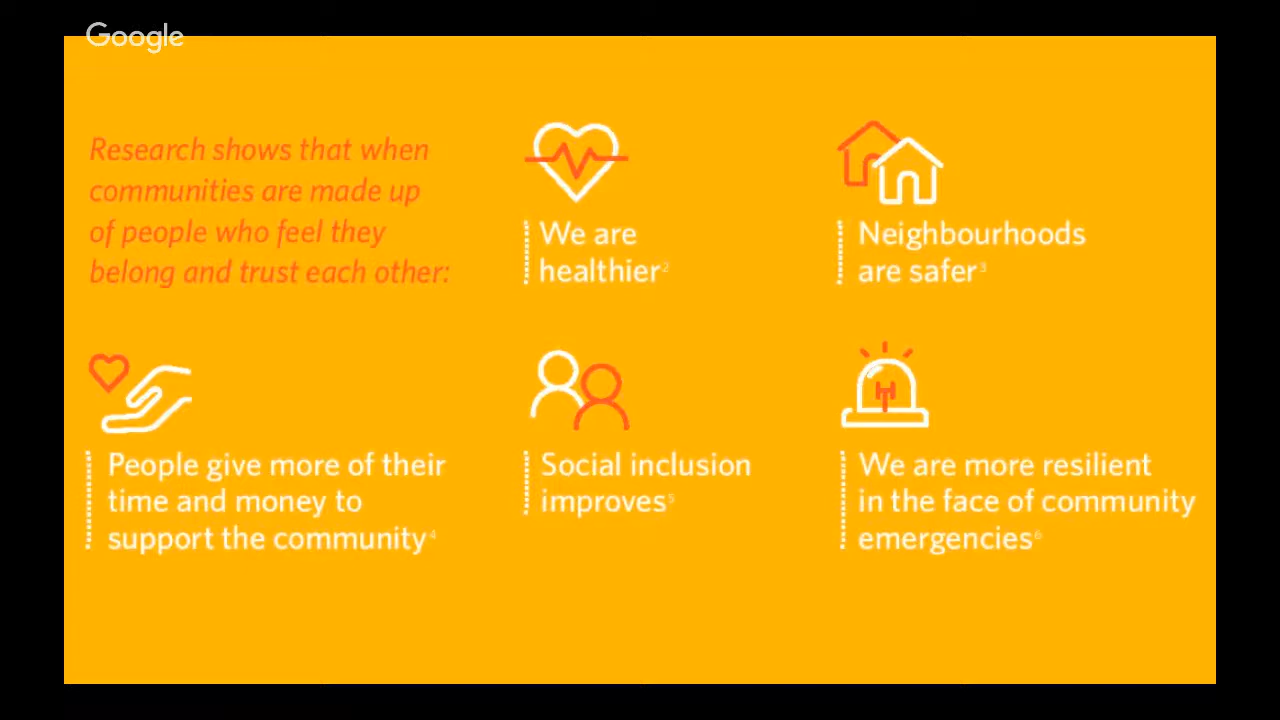 Google
Research shows that when
communities are made up
of people who feel they
belong and trust each other:
We are
healthier²
Neighbourhoods
are safer³
People give more of their
time and money to
support the community⁴
Social inclusion
improves⁵
We are more resilient
in the face of community
emergencies⁶